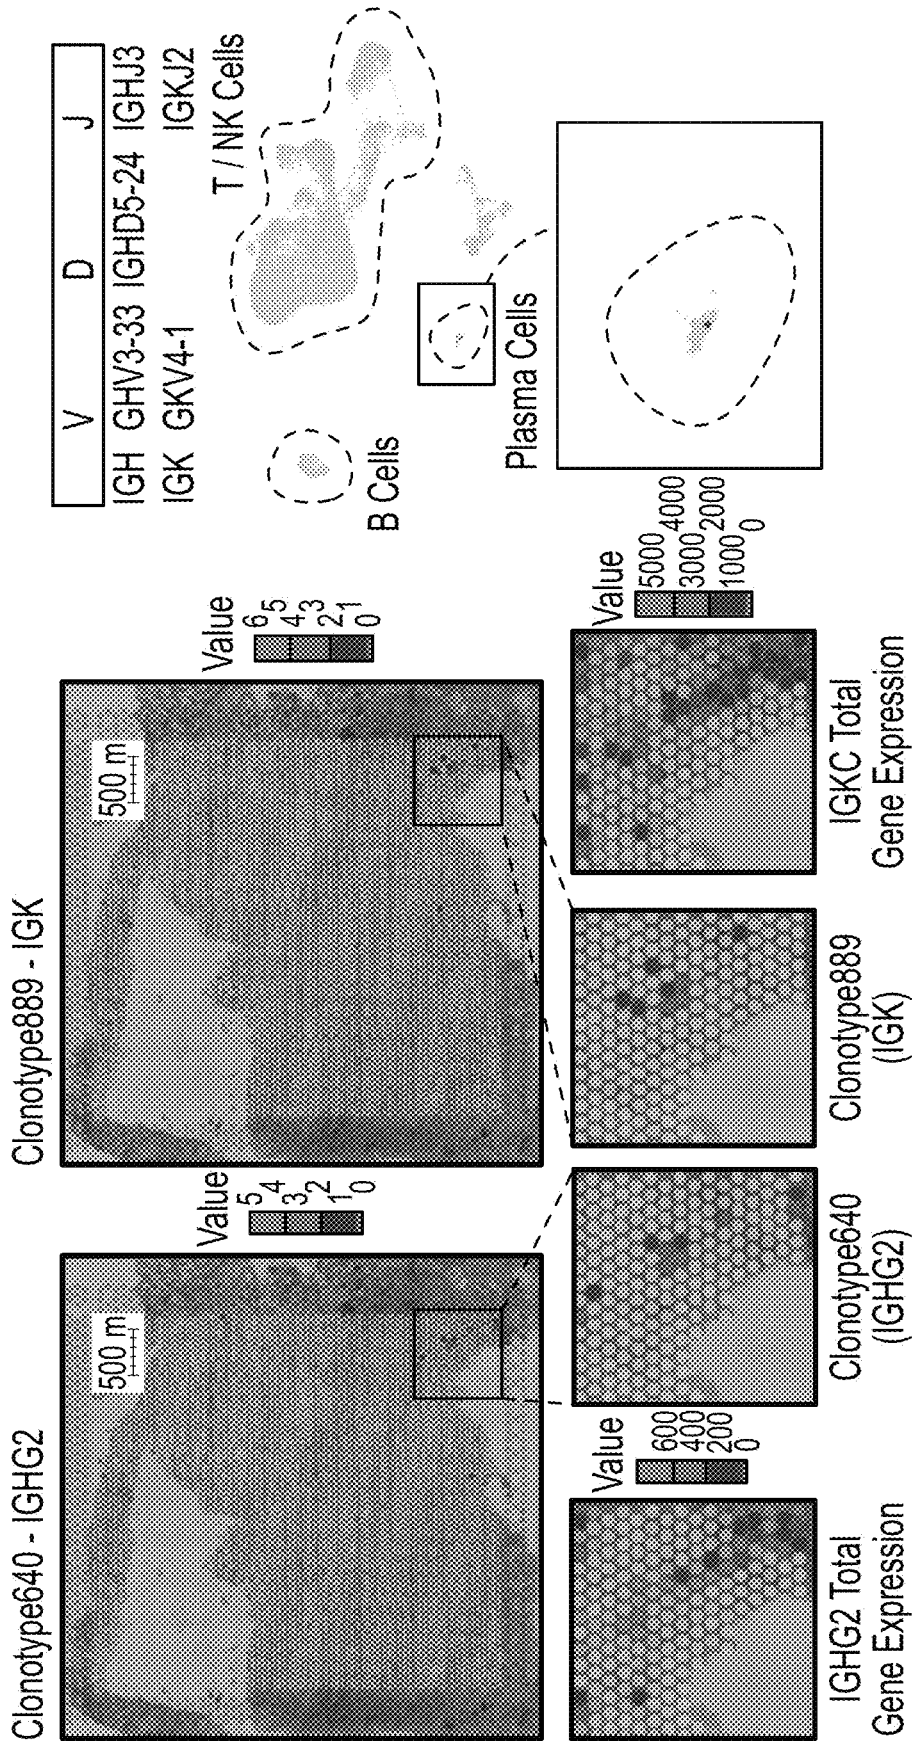 Clonotype640 - IGHG2
500 m
Value
5
4
3
2
1
0
Clonotype889 - IGK
500 m
Value
6
5
4
3
2
1
0
V D J
IGH GHV3-33 IGHD5-24 IGHJ3
IGK GKV4-1 IGKJ2
T / NK Cells
B Cells
Plasma Cells
IGHG2 Total
Gene Expression
Value
600
400
200
0
Clonotype640
(IGHG2)
Clonotype889
(IGK)
IGKC Total
Gene Expression
Value
5000
4000
3000
2000
1000
0